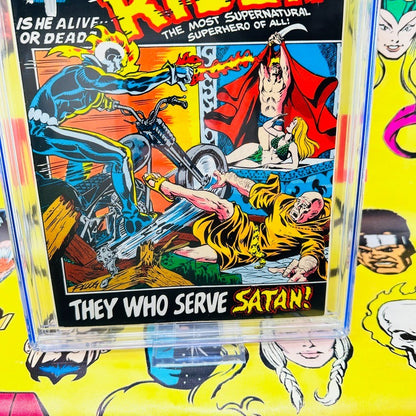 IS HE ALIVE..
OR DEAD?
RIDER
THE MOST SUPERNATURAL
SUPERHERO OF ALL!
THEY WHO SERVE SATAN!